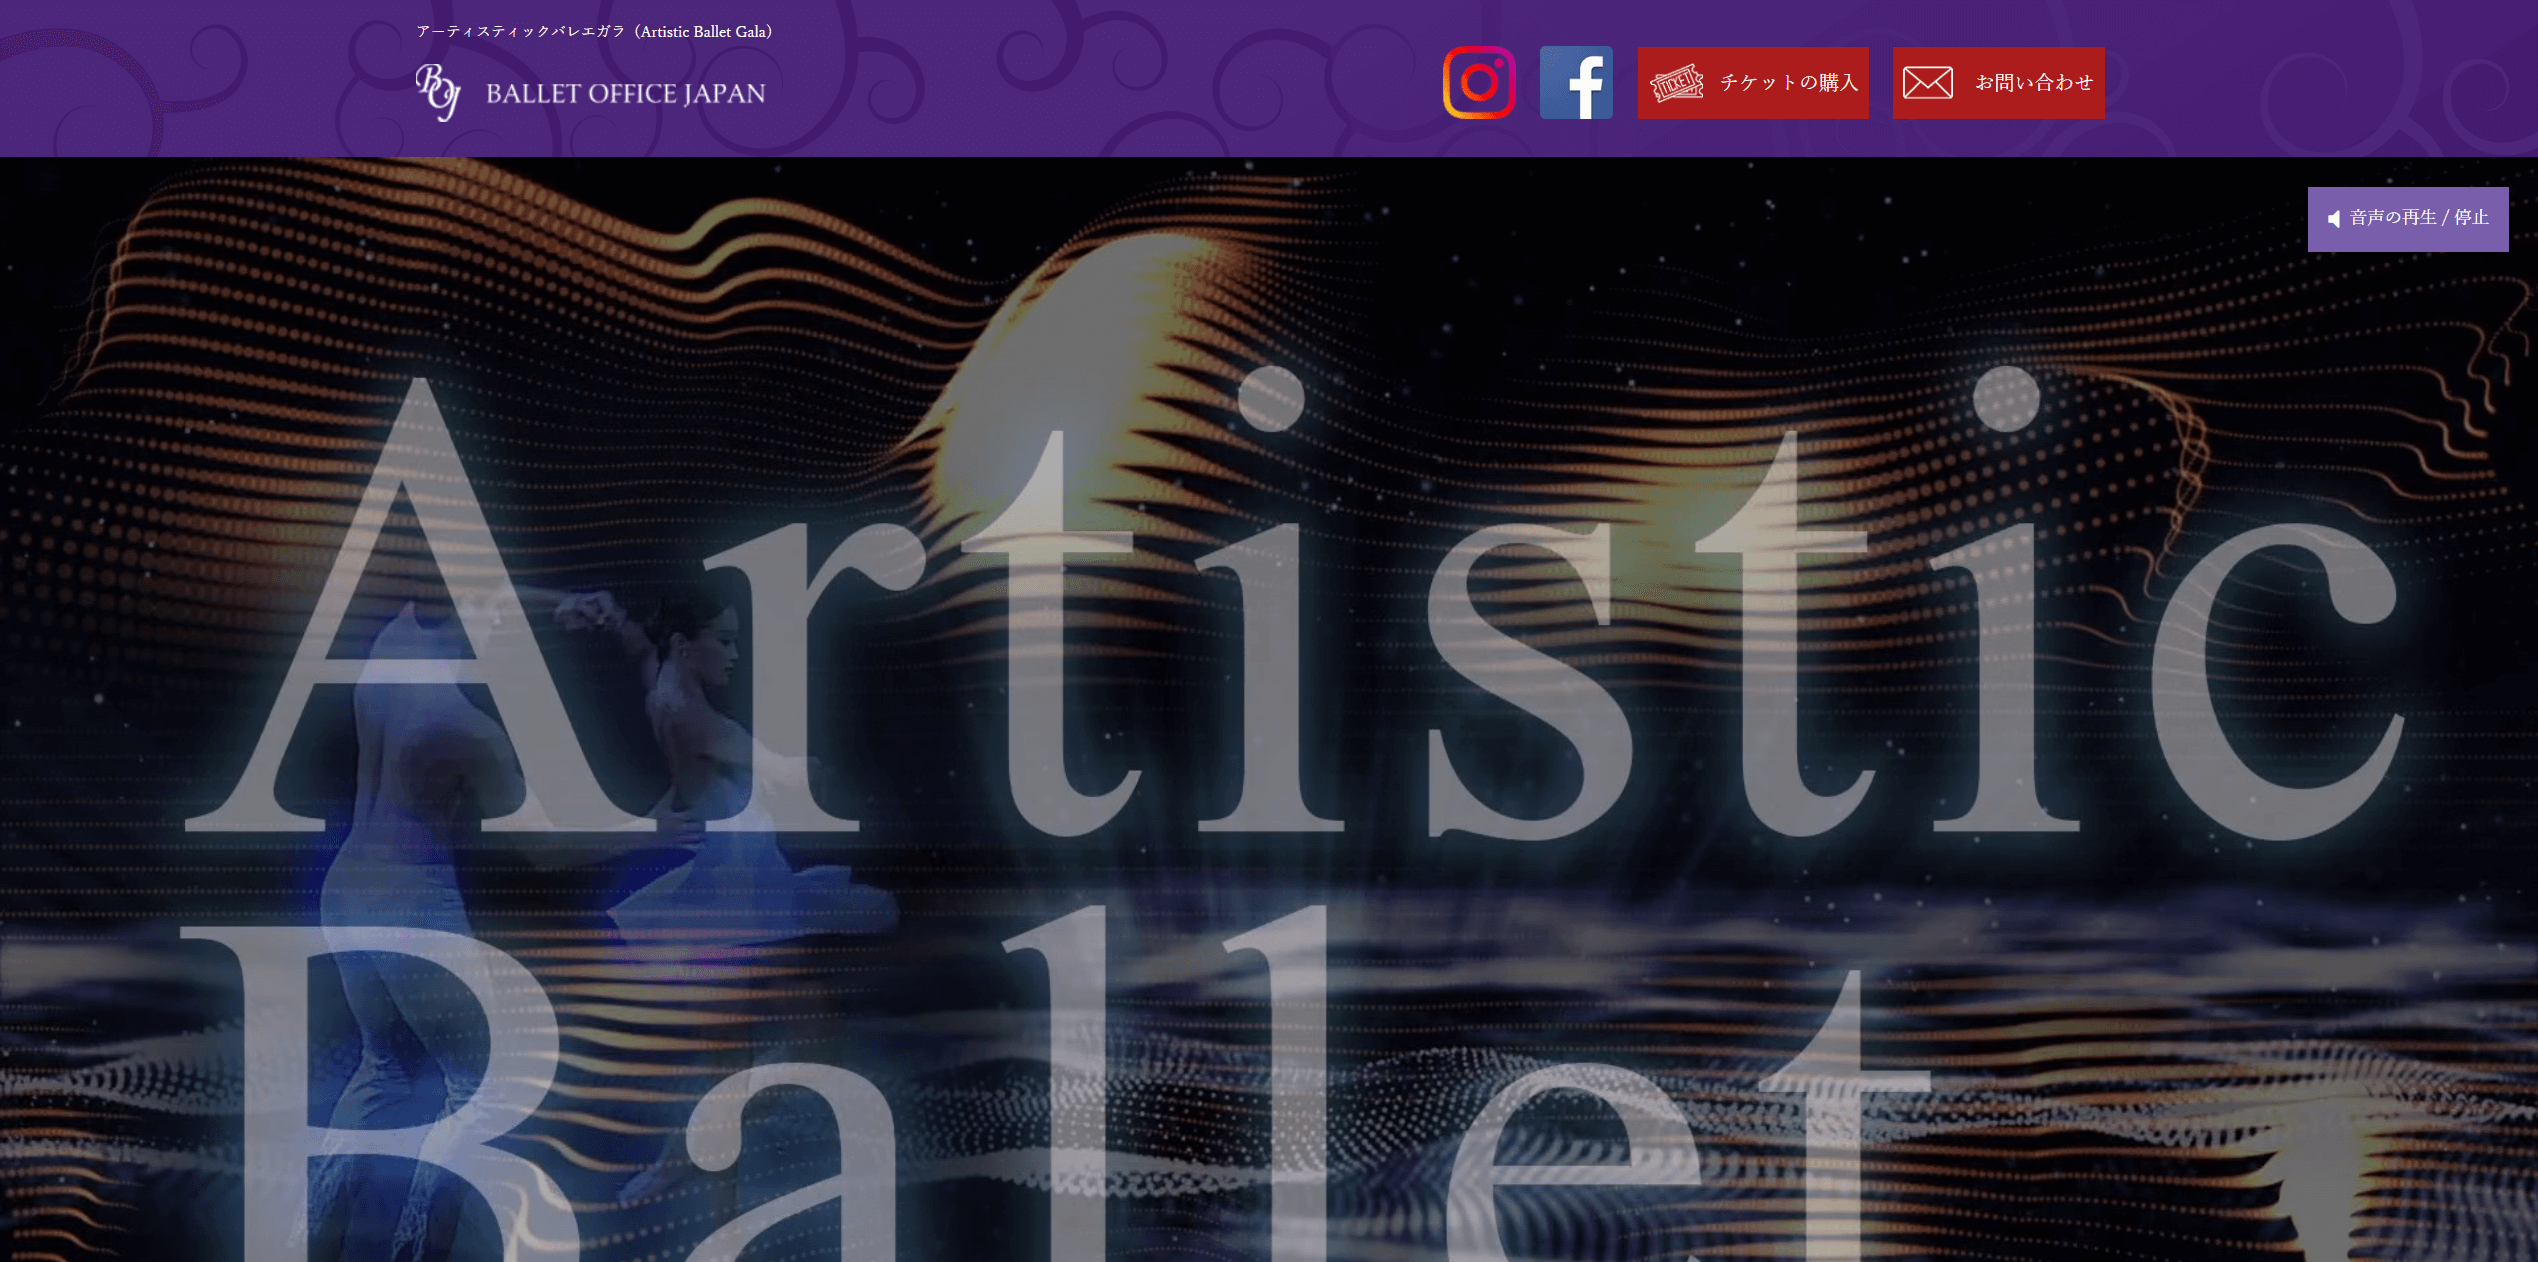 アーティスティックバレエガラ（Artistic Ballet Gala）
BOJ BALLET OFFICE JAPAN
TICKET チケットの購入
お問い合わせ
音声の再生 / 停止
Artistic
Ballet